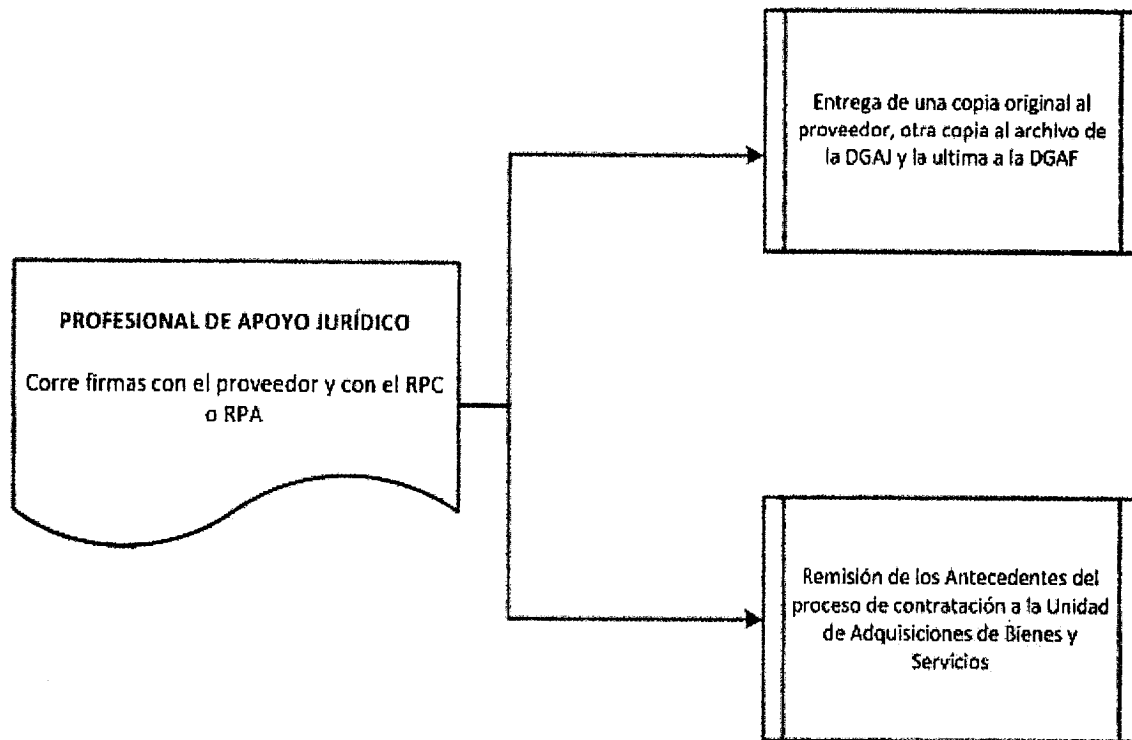 Entrega de una copia original al
proveedor, otra copia al archivo de
la DGAJ y la ultima a la DGAF
PROFESIONAL DE APOYO JURÍDICO
Corre firmas con el proveedor y con el RPC
o RPA
Remisión de los Antecedentes del
proceso de contratación a la Unidad
de Adquisiciones de Bienes y
Servicios